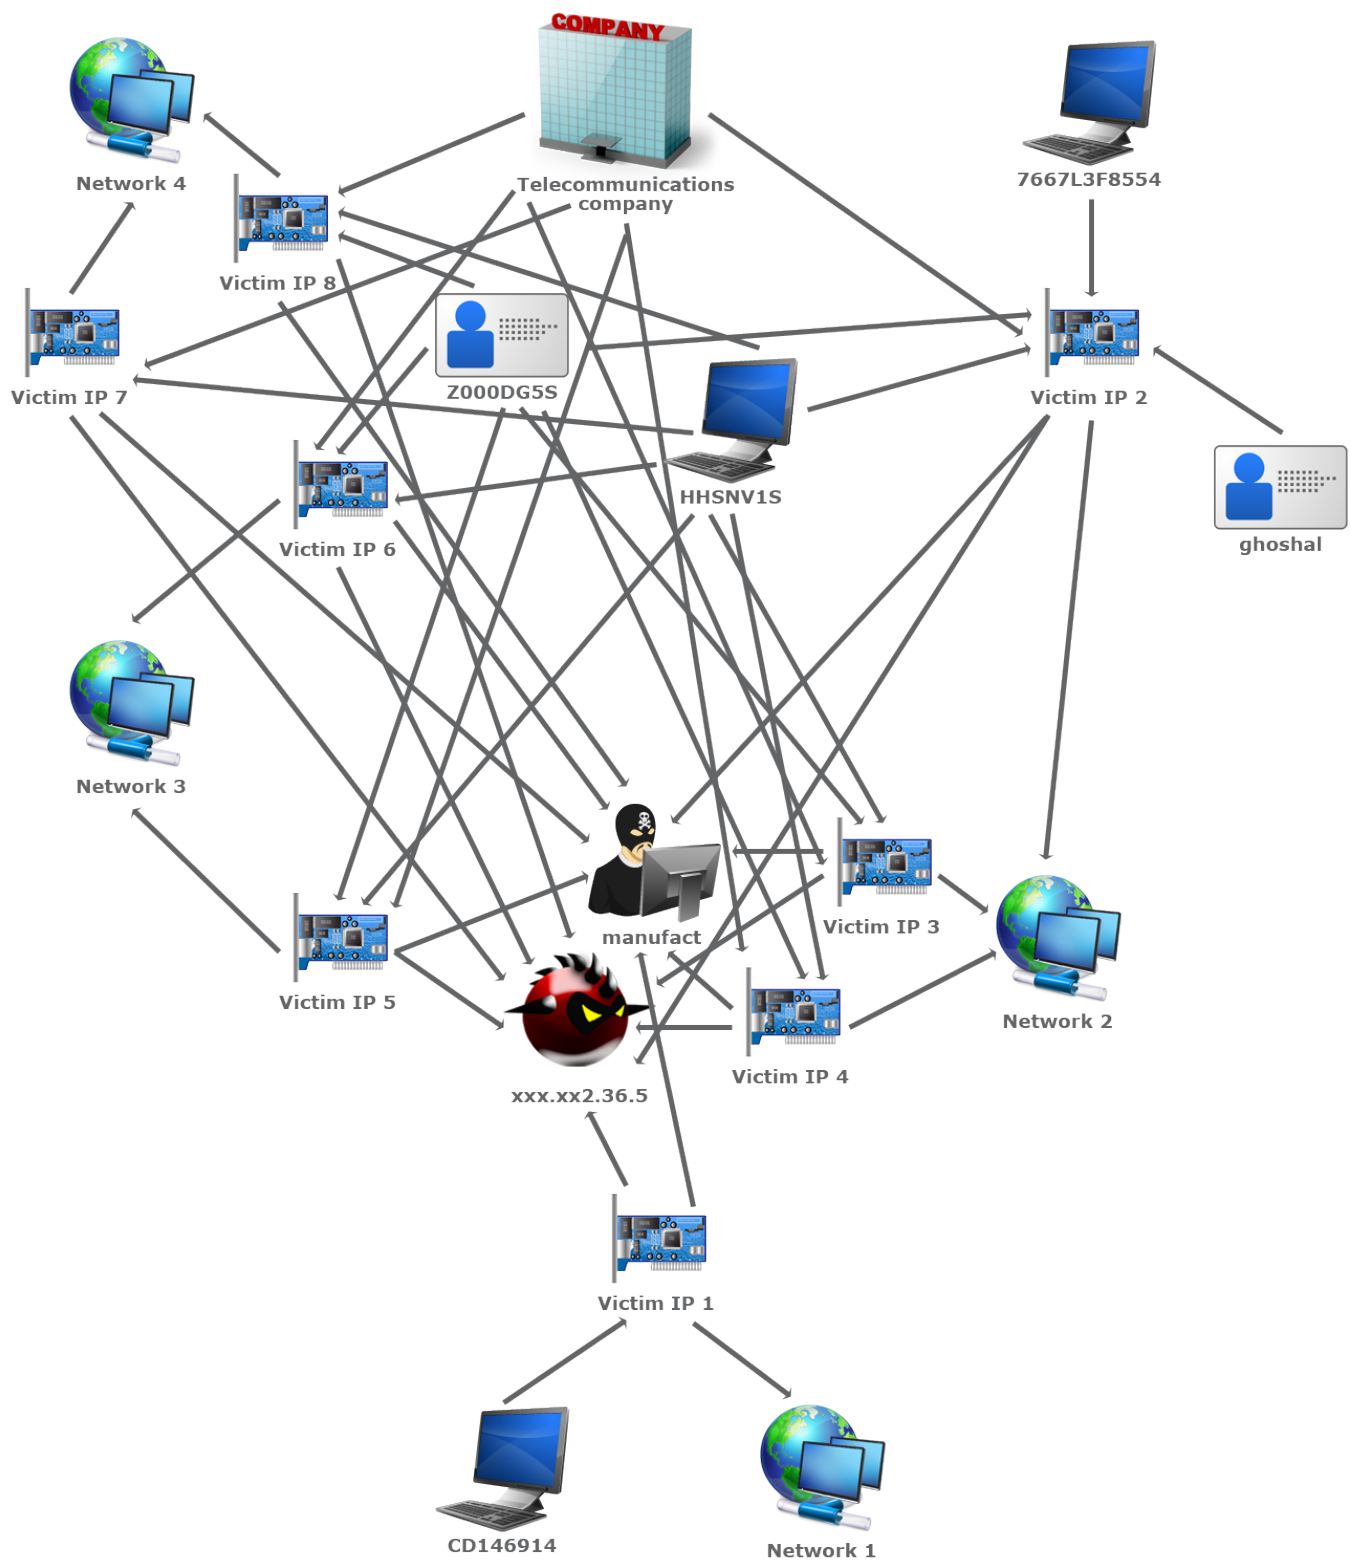 COMPANY
Network 4
Telecommunications
company
7667L3F8554
Victim IP 8
Victim IP 7
Z000DG5S
Victim IP 2
HHSNV1S
Victim IP 6
ghoshal
Network 3
manufact
Victim IP 3
Victim IP 5
Network 2
Victim IP 4
xxx.xx2.36.5
Victim IP 1
CD146914
Network 1